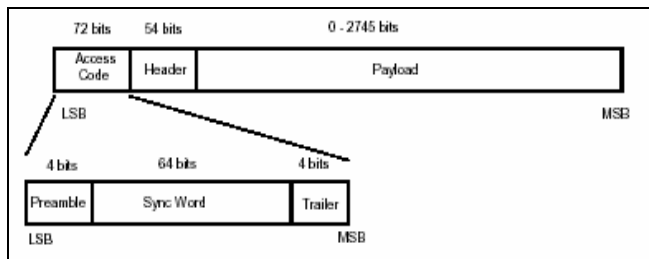 72 bits 54 bits 0 - 2745 bits
Access Code Header Payload
LSB MSB
4 bits 64 bits 4 bits
Preamble Sync Word Trailer
LSB MSB